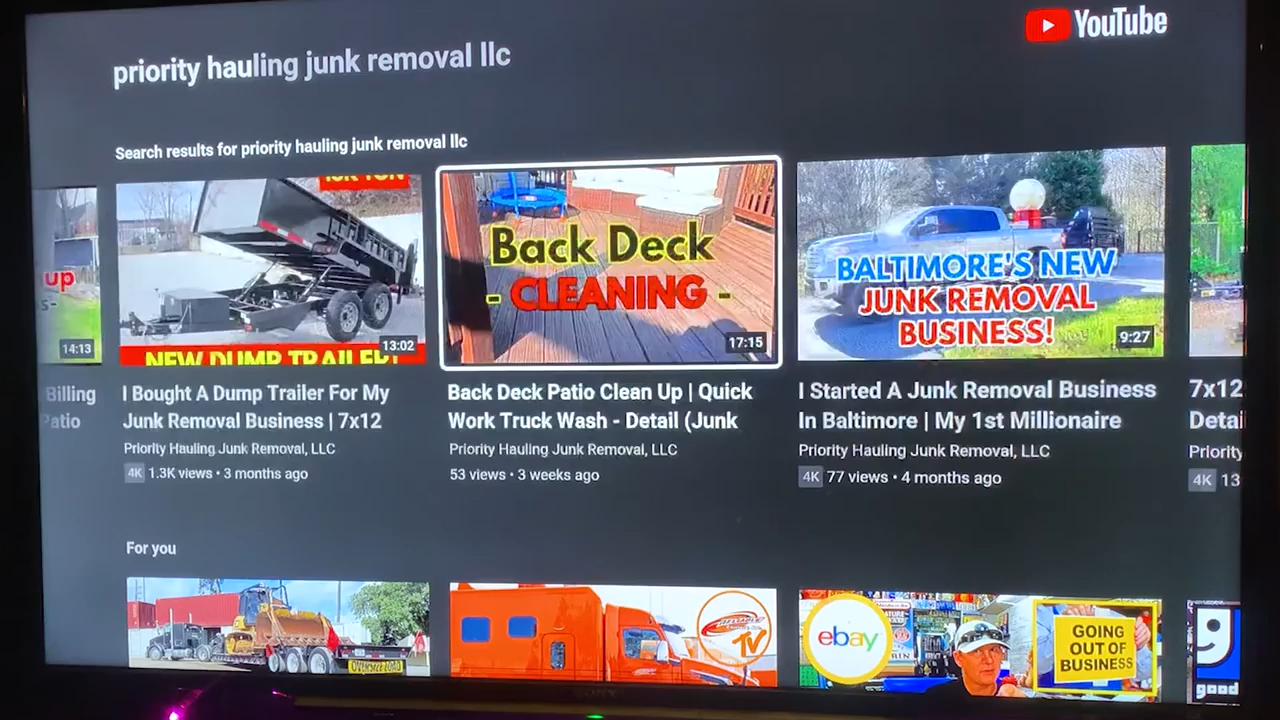 YouTube
priority hauling junk removal llc
Search results for priority hauling junk removal llc
up
14:13
Billing
NEW DUMP TRAILER!
13:02
I Bought A Dump Trailer For My
Junk Removal Business | 7x12
Priority Hauling Junk Removal, LLC
4K 1.3K views • 3 months ago
Back Deck
- CLEANING -
17:15
Back Deck Patio Clean Up | Quick
Work Truck Wash - Detail (Junk
Priority Hauling Junk Removal, LLC
53 views • 3 weeks ago
BALTIMORE'S NEW
JUNK REMOVAL
BUSINESS!
9:27
I Started A Junk Removal Business
In Baltimore | My 1st Millionaire
Priority Hauling Junk Removal, LLC
4K 77 views • 4 months ago
7x12
Detail
Priority
4K 13
For you
OVERSIZE LOAD
TV
ebay
GOING
OUT OF
BUSINESS
good
SONY